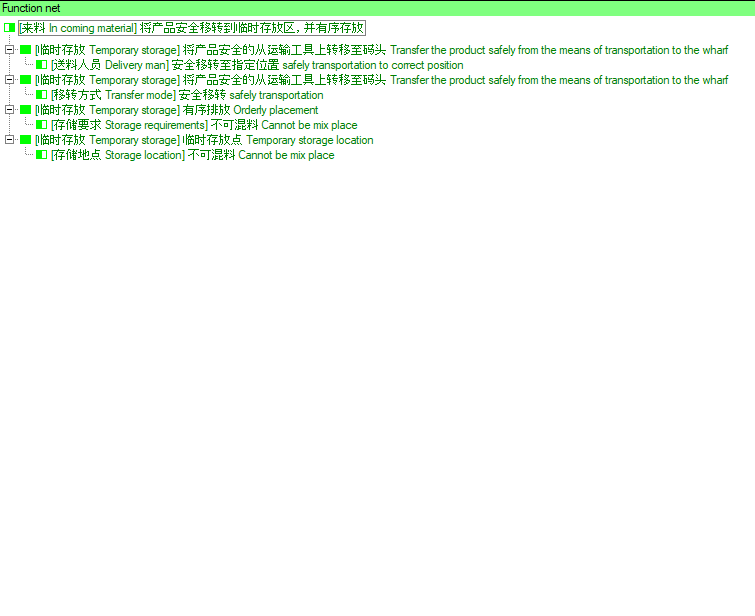 Function net
[来料 In coming material] 将产品安全移转到临时存放区, 并有序存放
[临时存放 Temporary storage] 将产品安全的从运输工具上转移至码头 Transfer the product safely from the means of transportation to the wharf
[送料人员 Delivery man] 安全移转至指定位置 safely transportation to correct position
[临时存放 Temporary storage] 将产品安全的从运输工具上转移至码头 Transfer the product safely from the means of transportation to the wharf
[移转方式 Transfer mode] 安全移转 safely transportation
[临时存放 Temporary storage] 有序排放 Orderly placement
[存储要求 Storage requirements] 不可混料 Cannot be mix place
[临时存放 Temporary storage] 临时存放点 Temporary storage location
[存储地点 Storage location] 不可混料 Cannot be mix place